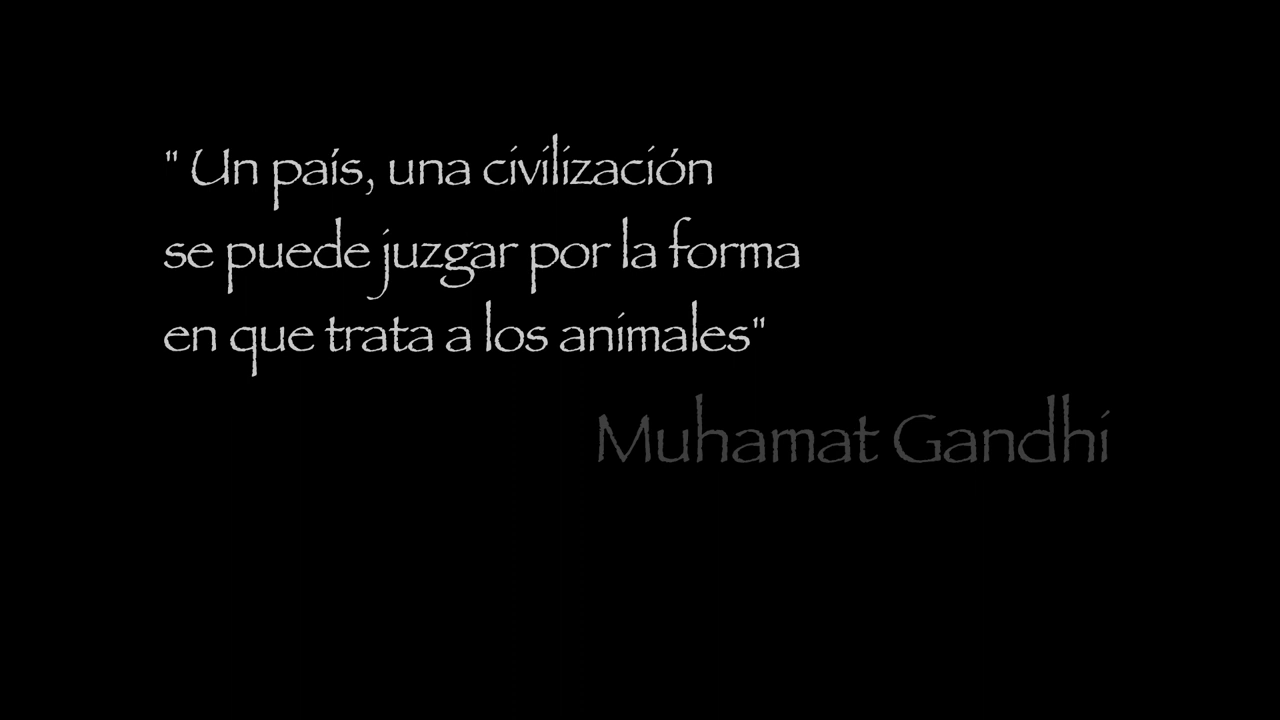 " Un país, una civilización
se puede juzgar por la forma
en que trata a los animales"
Muhamat Gandhi